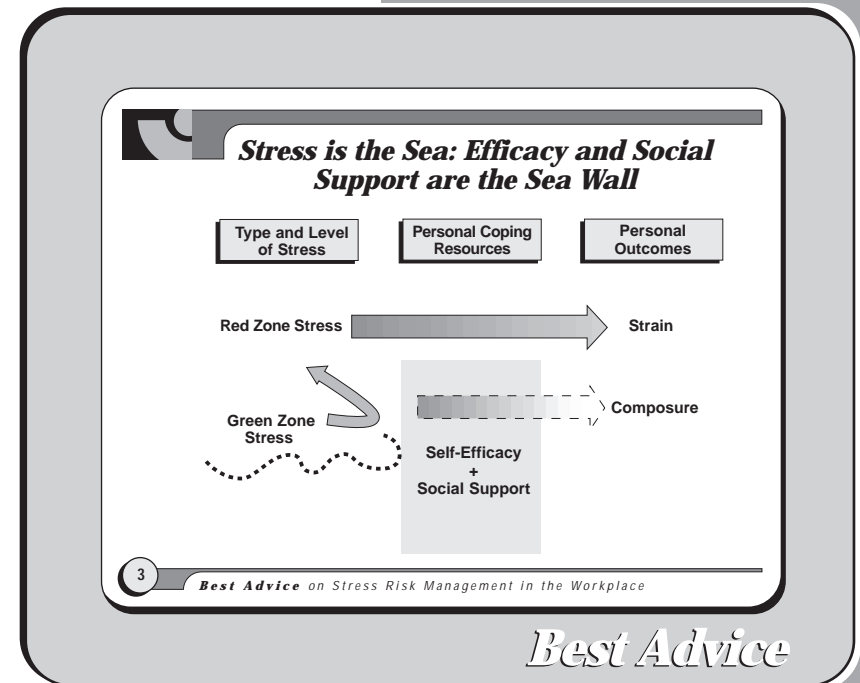 Stress is the Sea: Efficacy and Social
Support are the Sea Wall
Type and Level
of Stress
Personal Coping
Resources
Personal
Outcomes
Red Zone Stress
Strain
Green Zone
Stress
Composure
Self-Efficacy
+
Social Support
3
Best Advice on Stress Risk Management in the Workplace
Best Advice